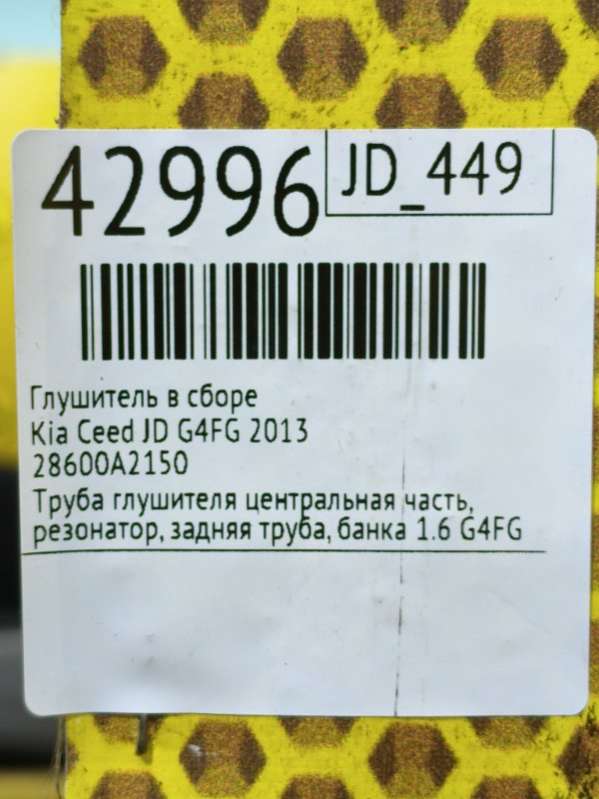 42996
JD_449
Глушитель в сборе
Kia Ceed JD G4FG 2013
28600A2150
Труба глушителя центральная часть,
резонатор, задняя труба, банка 1.6 G4FG